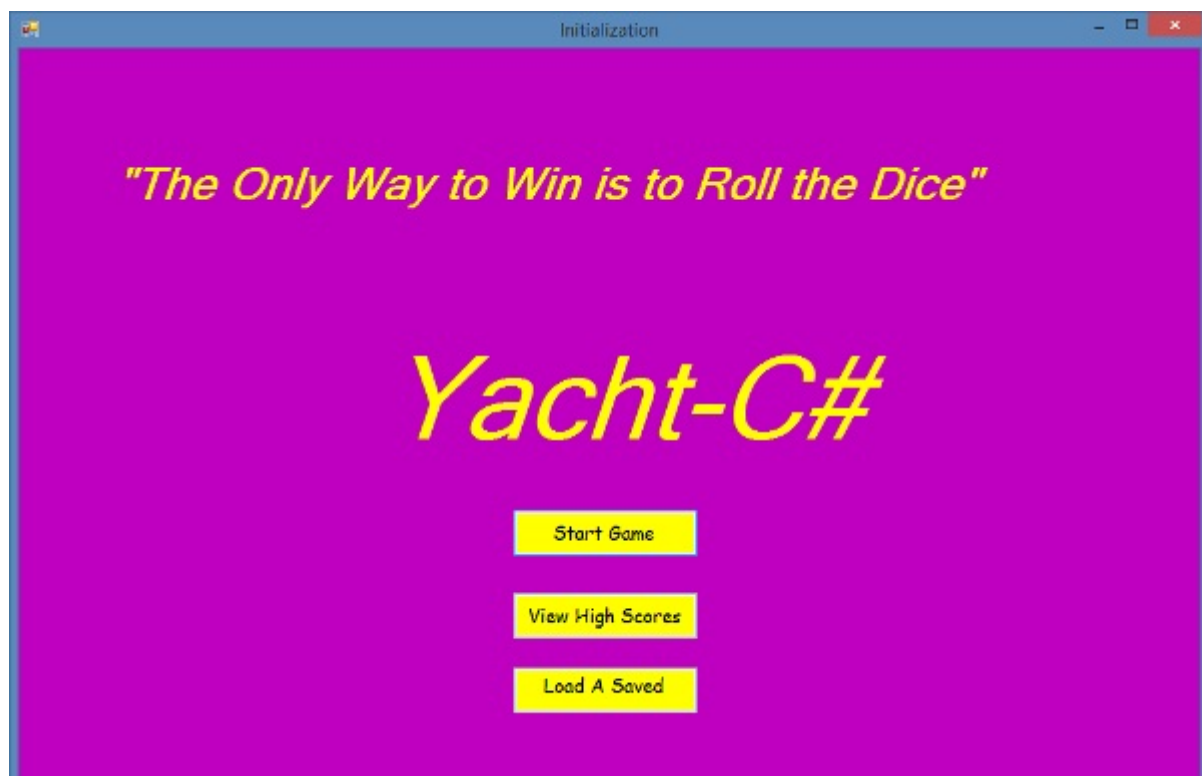 Initialization
"The Only Way to Win is to Roll the Dice"
Yacht-C#
Start Game
View High Scores
Load A Saved